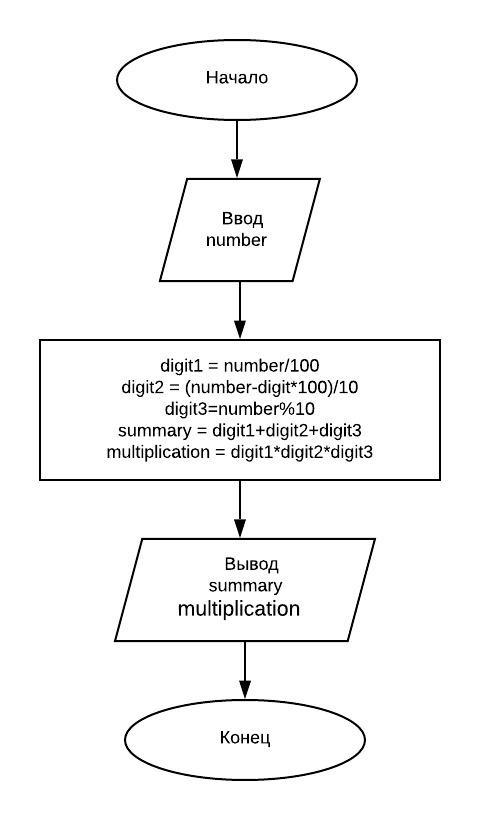 Начало
Ввод
number
digit1 = number/100
digit2 = (number-digit*100)/10
digit3=number%10
summary = digit1+digit2+digit3
multiplication = digit1*digit2*digit3
Вывод
summary
multiplication
Конец